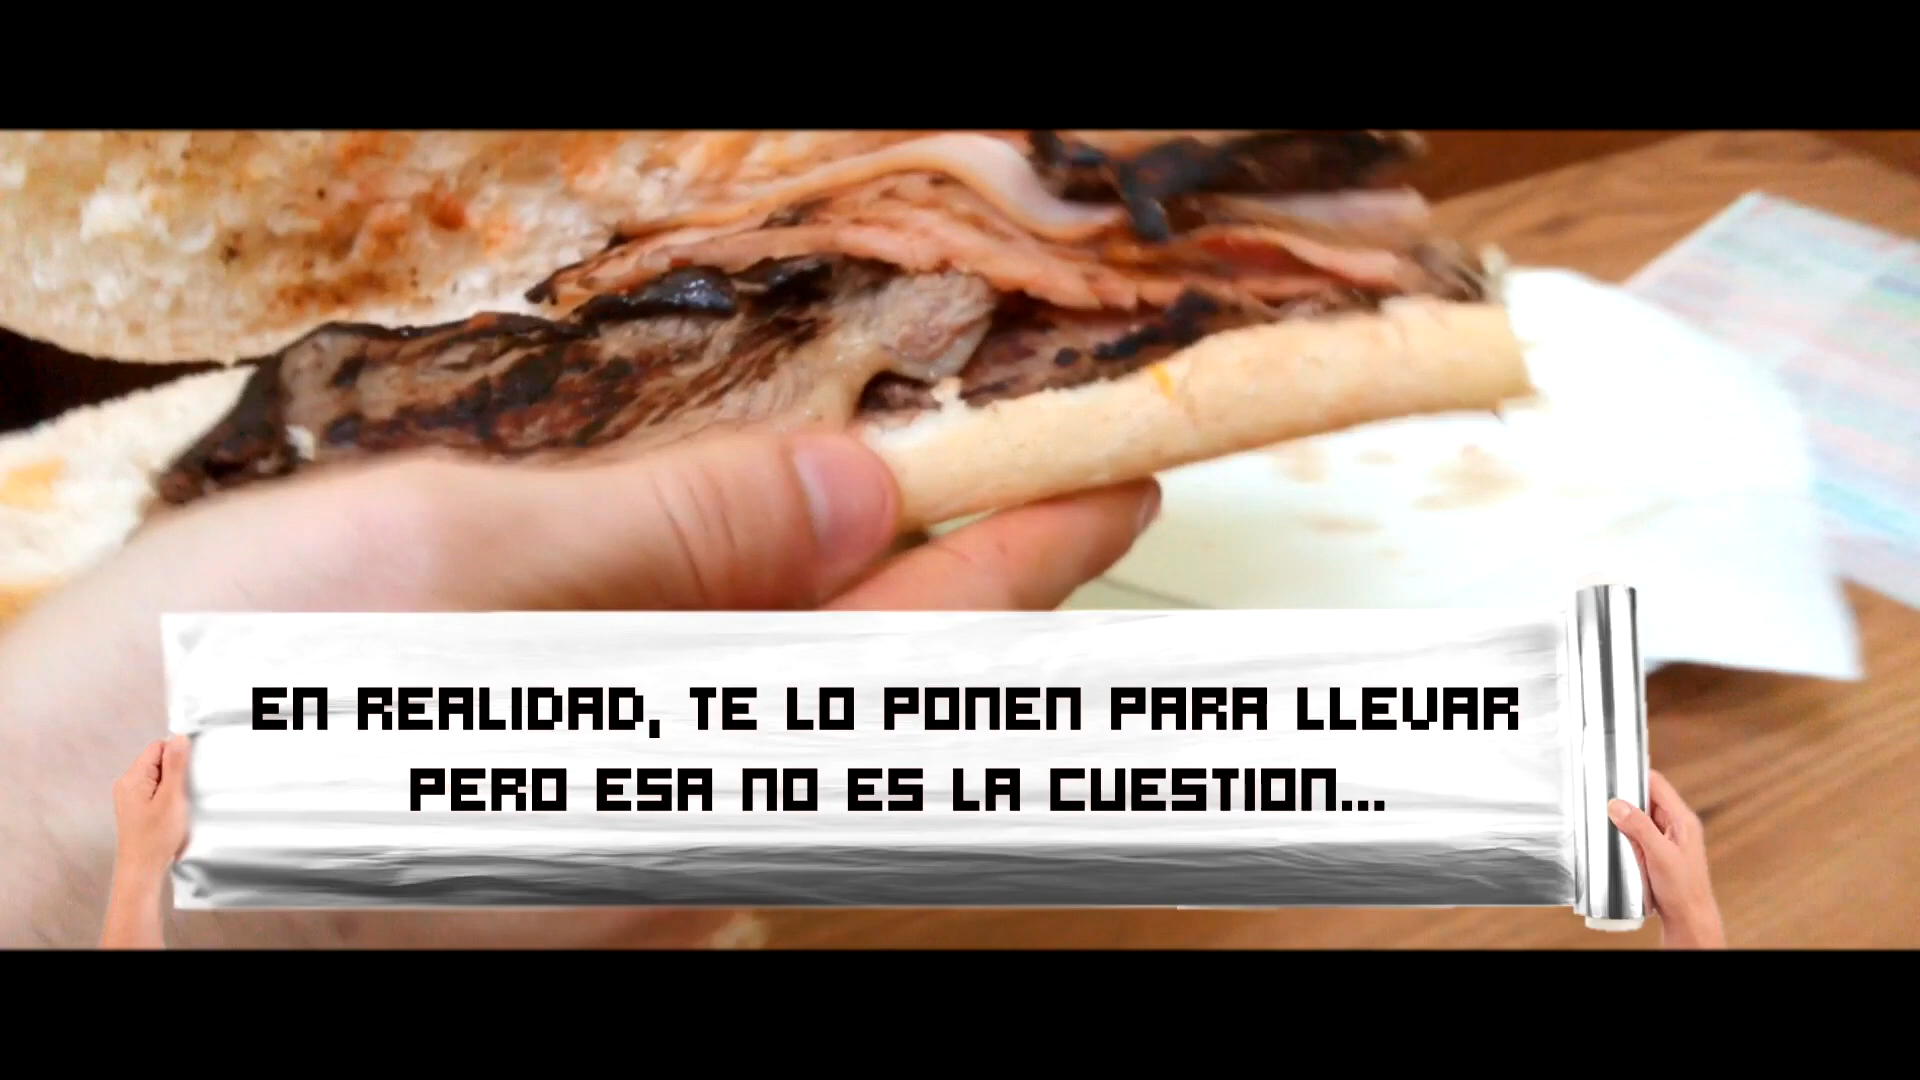 EN REALIDAD, TE LO PONEN PARA LLEVAR
PERO ESA NO ES LA CUESTION...